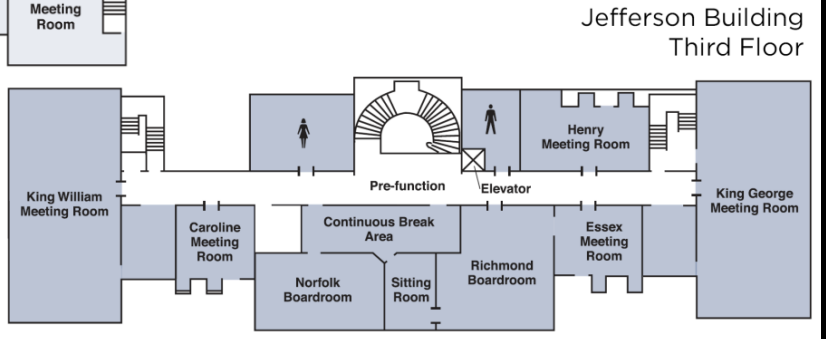 Meeting
Room
Jefferson Building
Third Floor
Henry
Meeting Room
King William
Meeting Room
Pre-function
Elevator
King George
Meeting Room
Caroline
Meeting
Room
Continuous Break
Area
Essex
Meeting
Room
Norfolk
Boardroom
Sitting
Room
Richmond
Boardroom